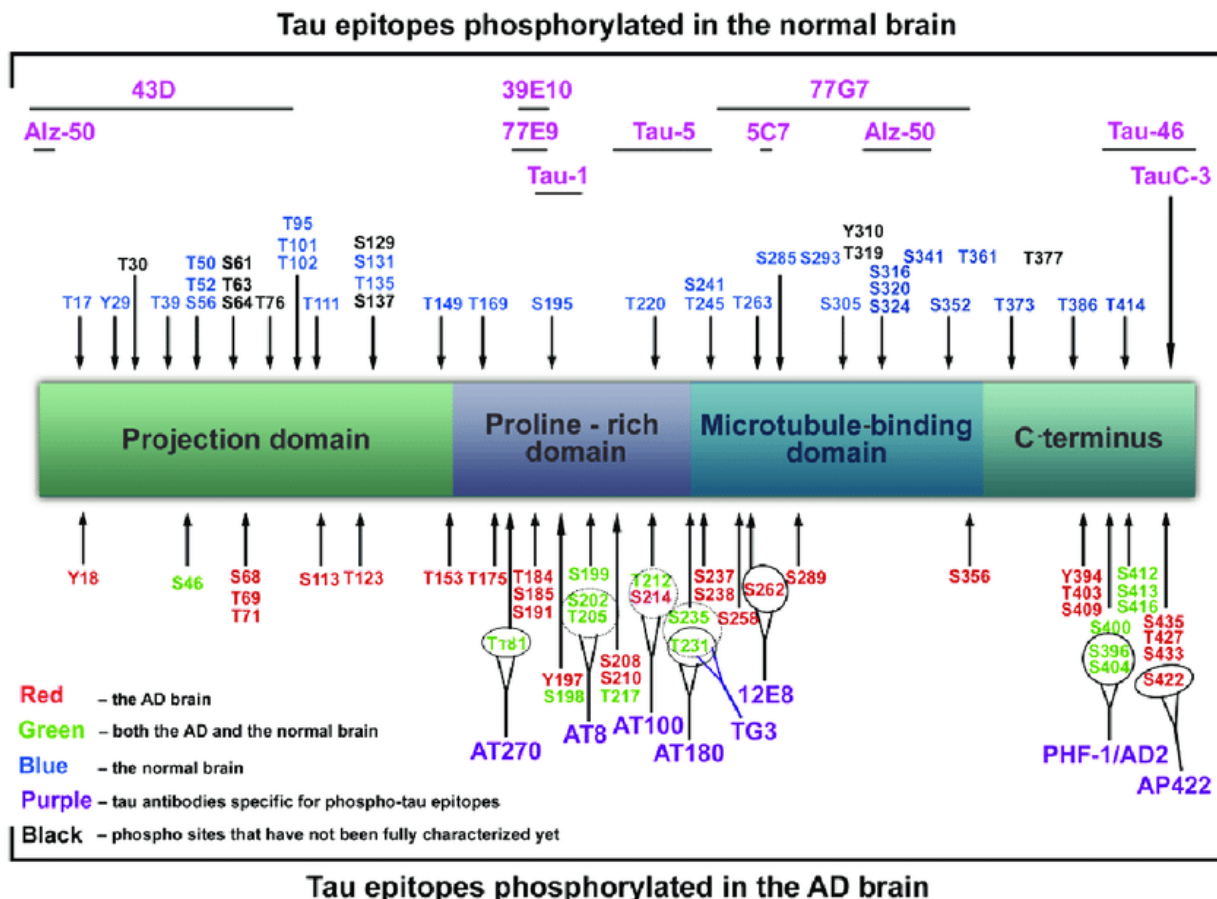 Tau epitopes phosphorylated in the normal brain
43D 39E10 77G7
Alz-50 77E9 Tau-5 5C7 Alz-50 Tau-46
Tau-1 TauC-3
T95
T101
T102
S129
S131
T135
S137
Y310
T319
T30
T50
T52
S56
S61
T63
S64
S241
T245
S285 S293
S316
S320
S324
S341 T361 T377
T17 Y29 T39 T76 T111 T149 T169 S195 T220 T263 S305 S352 T373 T386 T414
Projection domain
Proline - rich
domain
Microtubule-binding
domain
C-terminus
Y18 S46
S68
T69
T71
S113 T123 T153 T175
T184
S185
S191
S199
S202
T205
T212
S214
S237
S238
S258
S262
S289 S356
Y394
T403
S409
S412
S413
S416
S400
S396
S404
S435
T427
S433
S422
T181
Y197
S198
S208
S210
T217
S235
T231
AT270 AT8 AT100 AT180 TG3 12E8 PHF-1/AD2 AP422
Red – the AD brain
Green – both the AD and the normal brain
Blue – the normal brain
Purple – tau antibodies specific for phospho-tau epitopes
Black – phospho sites that have not been fully characterized yet
Tau epitopes phosphorylated in the AD brain